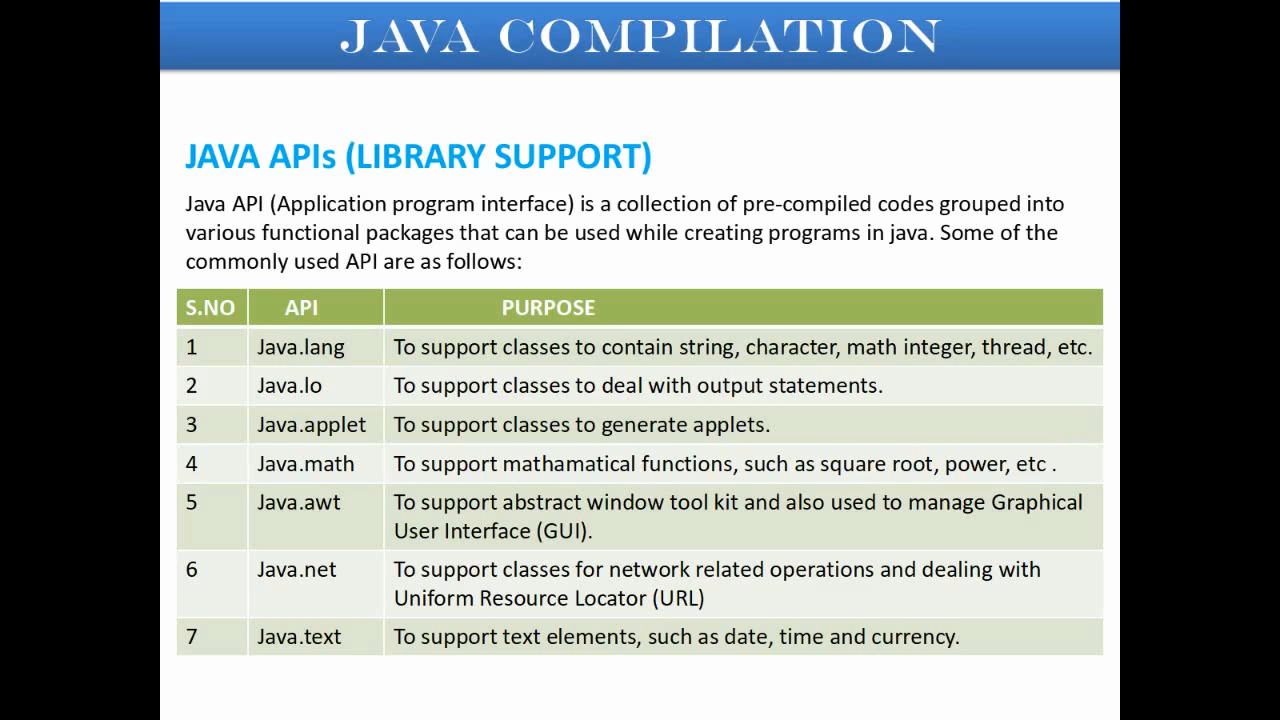 JAVA COMPILATION
JAVA APIs (LIBRARY SUPPORT)
Java API (Application program interface) is a collection of pre-compiled codes grouped into
various functional packages that can be used while creating programs in java. Some of the
commonly used API are as follows:
S.NO API PURPOSE
1 Java.lang To support classes to contain string, character, math integer, thread, etc.
2 Java.lo To support classes to deal with output statements.
3 Java.applet To support classes to generate applets.
4 Java.math To support mathamatical functions, such as square root, power, etc .
5 Java.awt To support abstract window tool kit and also used to manage Graphical
User Interface (GUI).
6 Java.net To support classes for network related operations and dealing with
Uniform Resource Locator (URL)
7 Java.text To support text elements, such as date, time and currency.